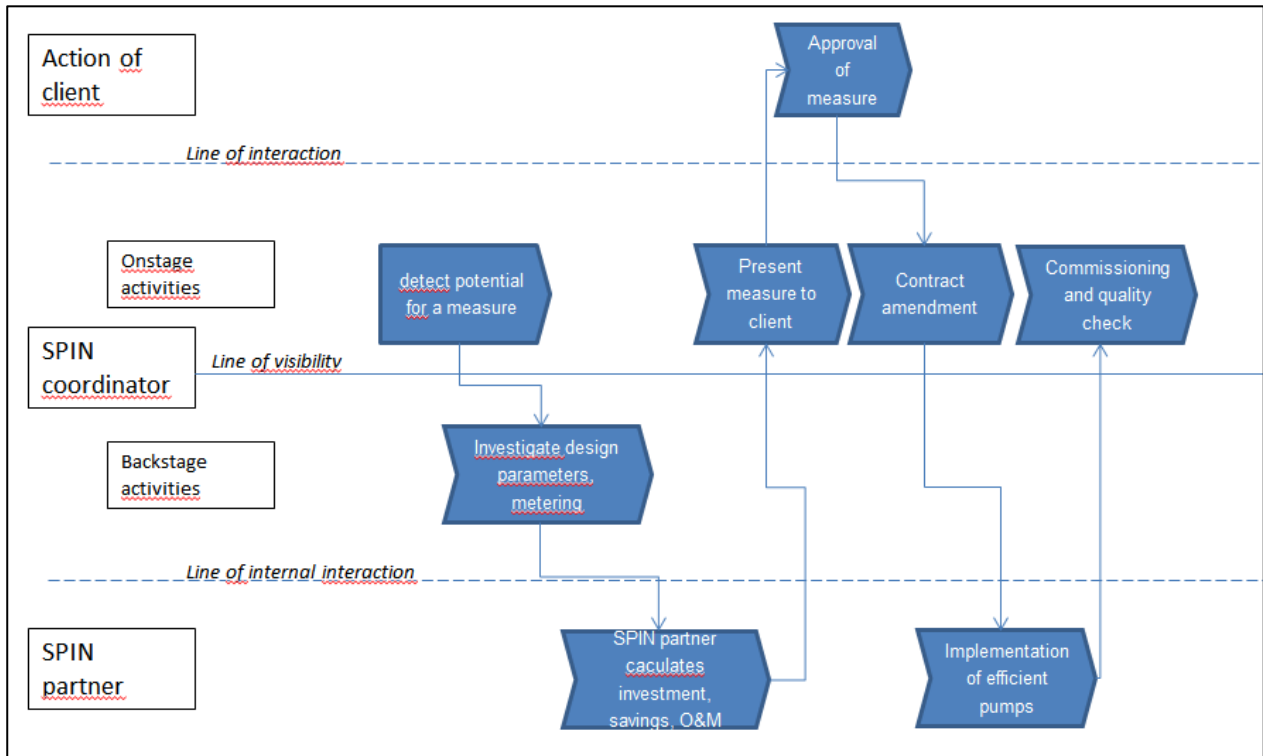 Action of
client
Approval
of
measure
Line of interaction
Onstage
activities
detect potential
for a measure
Present
measure to
client
Contract
amendment
Commissioning
and quality
check
SPIN
coordinator
Line of visibility
Backstage
activities
Investigate design
parameters,
metering
Line of internal interaction
SPIN
partner
SPIN partner
caculates
investment,
savings, O&M
Implementation
of efficient
pumps